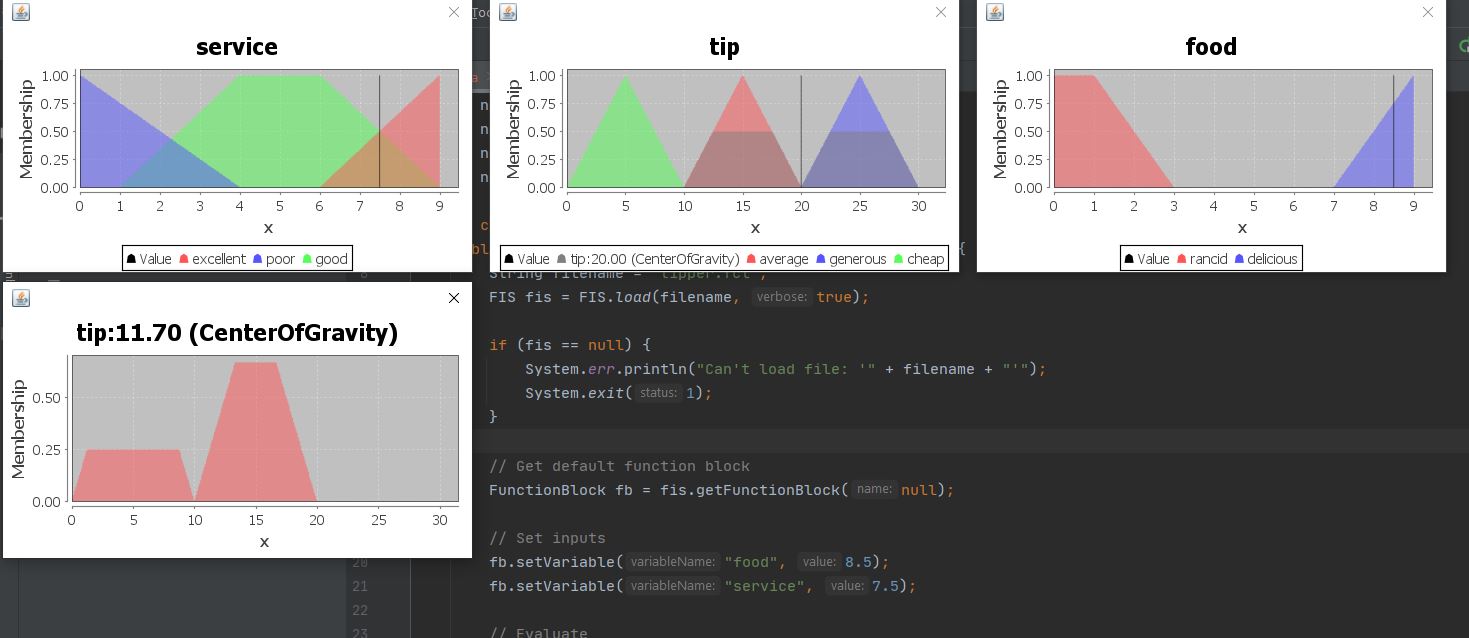 service
1.00
0.75
0.50
0.25
0.00
Membership
0 1 2 3 4 5 6 7 8 9
x
Value excellent poor good
tip
1.00
0.75
0.50
0.25
0.00
Membership
0 5 10 15 20 25 30
x
Value tip:20.00 (CenterOfGravity) average generous cheap
food
1.00
0.75
0.50
0.25
0.00
Membership
0 1 2 3 4 5 6 7 8 9
x
Value rancid delicious
tip:11.70 (CenterOfGravity)
0.50
0.25
0.00
Membership
0 5 10 15 20 25 30
x
String filename = "tipper.fcl";
FIS fis = FIS.load(filename, verbose: true);
if (fis == null) {
System.err.println("Can't load file: '" + filename + "'");
System.exit( status: 1);
}
// Get default function block
FunctionBlock fb = fis.getFunctionBlock( name: null);
// Set inputs
20 fb.setVariable( variableName: "food", value: 8.5);
21 fb.setVariable( variableName: "service", value: 7.5);
22
23 // Evaluate